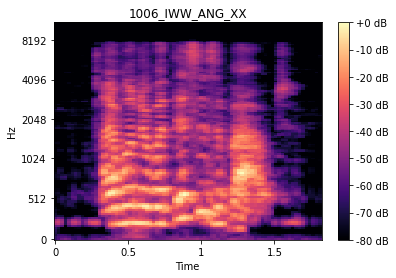 1006_IWW_ANG_XX
8192
4096
2048
1024
512
0
Hz
0
0.5
1
1.5
Time
+0 dB
-10 dB
-20 dB
-30 dB
-40 dB
-50 dB
-60 dB
-70 dB
-80 dB